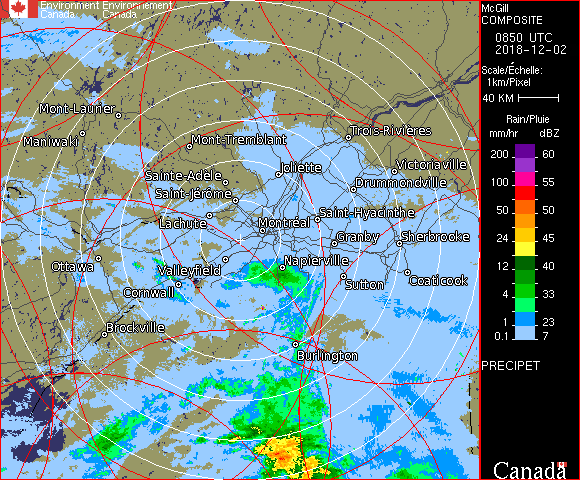 Environment Environnement
Canada Canada
McGill
COMPOSITE
0850 UTC
2018-12-02
Scale/Échelle:
1km/Pixel
40 KM
Rain/Pluie
mm/hr dBZ
200 60
100 55
50 50
24 45
12 40
4 33
1 23
0.1 7
PRECIPET
Canada
Mont-Laurier
Maniwaki
Mont-Tremblant
Trois-Rivières
Sainte-Adèle
Joliette
Victoriaville
Saint-Jérôme
Drummondville
Lachute
Montréal
Saint-Hyacinthe
Granby
Sherbrooke
Ottawa
Valleyfield
Napierville
Cornwall
Sutton
Coaticook
Brockville
Burlington